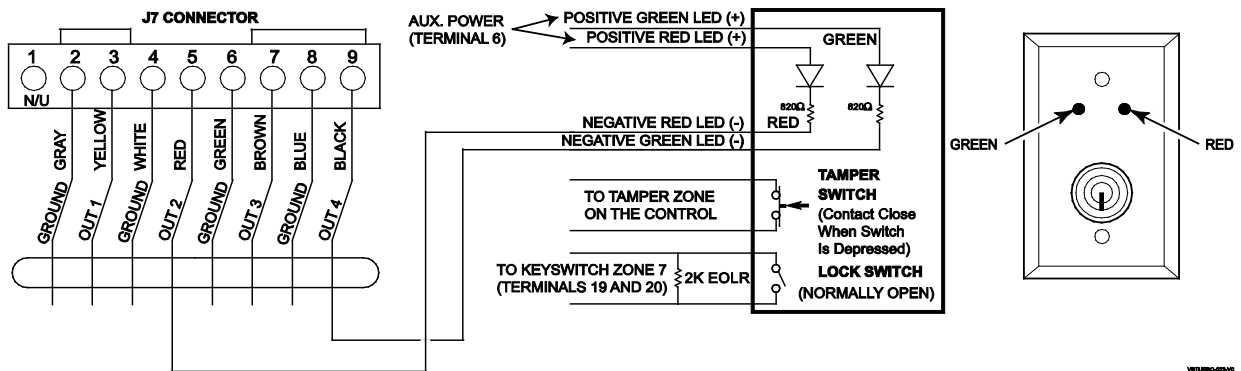 J7 CONNECTOR
1 2 3 4 5 6 7 8 9
N/U
GRAY
YELLOW
WHITE
RED
GREEN
BROWN
BLUE
BLACK
GROUND
OUT 1
GROUND
OUT 2
GROUND
OUT 3
GROUND
OUT 4
AUX. POWER
(TERMINAL 6)
POSITIVE GREEN LED (+)
POSITIVE RED LED (+)
GREEN
820Ω
820Ω
RED
NEGATIVE RED LED (-)
NEGATIVE GREEN LED (-)
TO TAMPER ZONE
ON THE CONTROL
TAMPER
SWITCH
(Contact Close
When Switch
Is Depressed)
TO KEYSWITCH ZONE 7
(TERMINALS 19 AND 20)
2K EOLR
LOCK SWITCH
(NORMALLY OPEN)
GREEN
RED